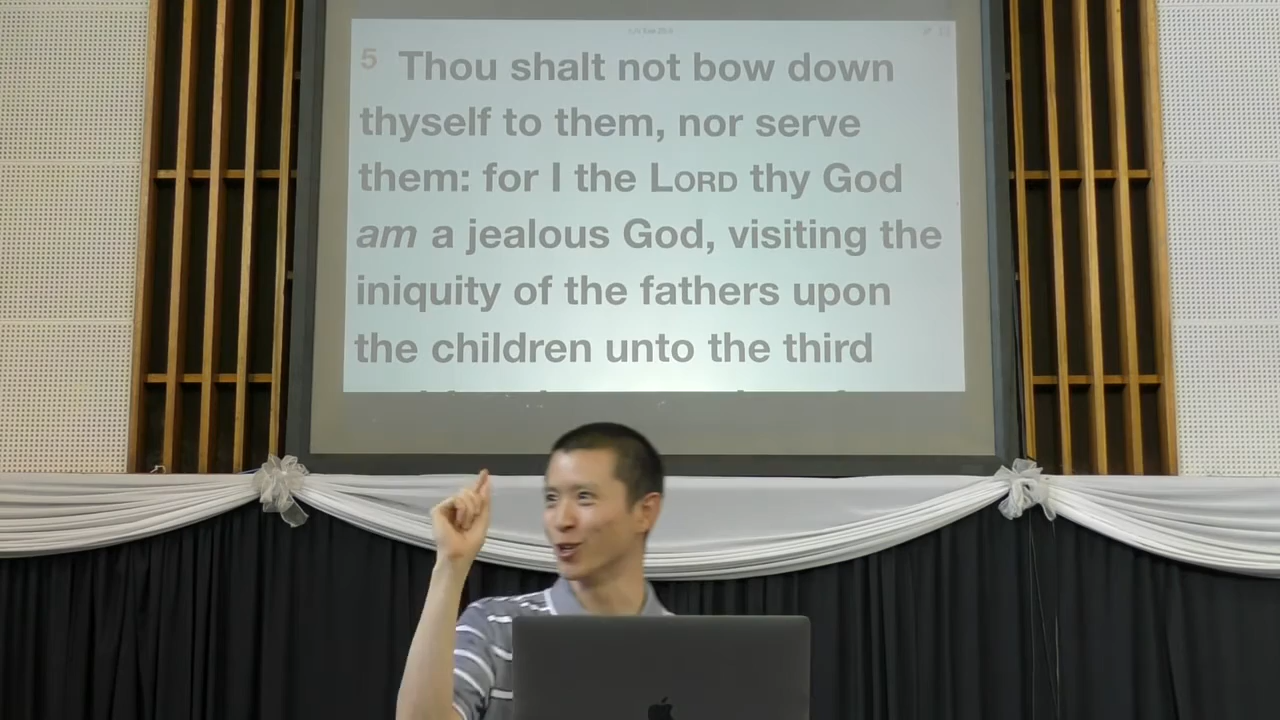 5 Thou shalt not bow down
thyself to them, nor serve
them: for I the LORD thy God
am a jealous God, visiting the
iniquity of the fathers upon
the children unto the third